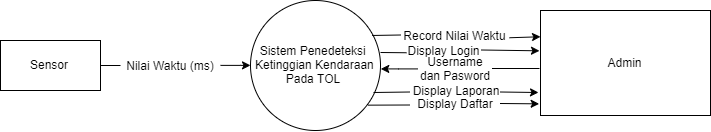 Sensor
Nilai Waktu (ms)
Sistem Penedeteksi
Ketinggian Kendaraan
Pada TOL
Record Nilai Waktu
Display Login
Username
dan Pasword
Display Laporan
Display Daftar
Admin